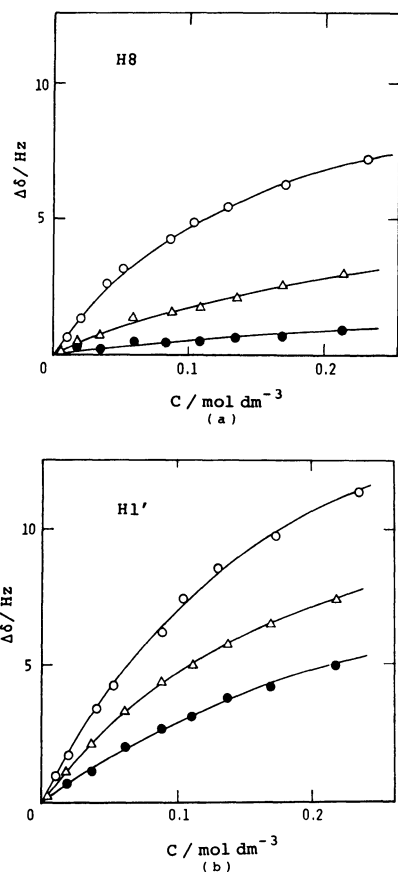 H8
10
5
0
Δδ/Hz
0.1
0.2
C / mol dm⁻³
(a)
H1′
10
5
0
Δδ/Hz
0.1
0.2
C / mol dm⁻³
(b)